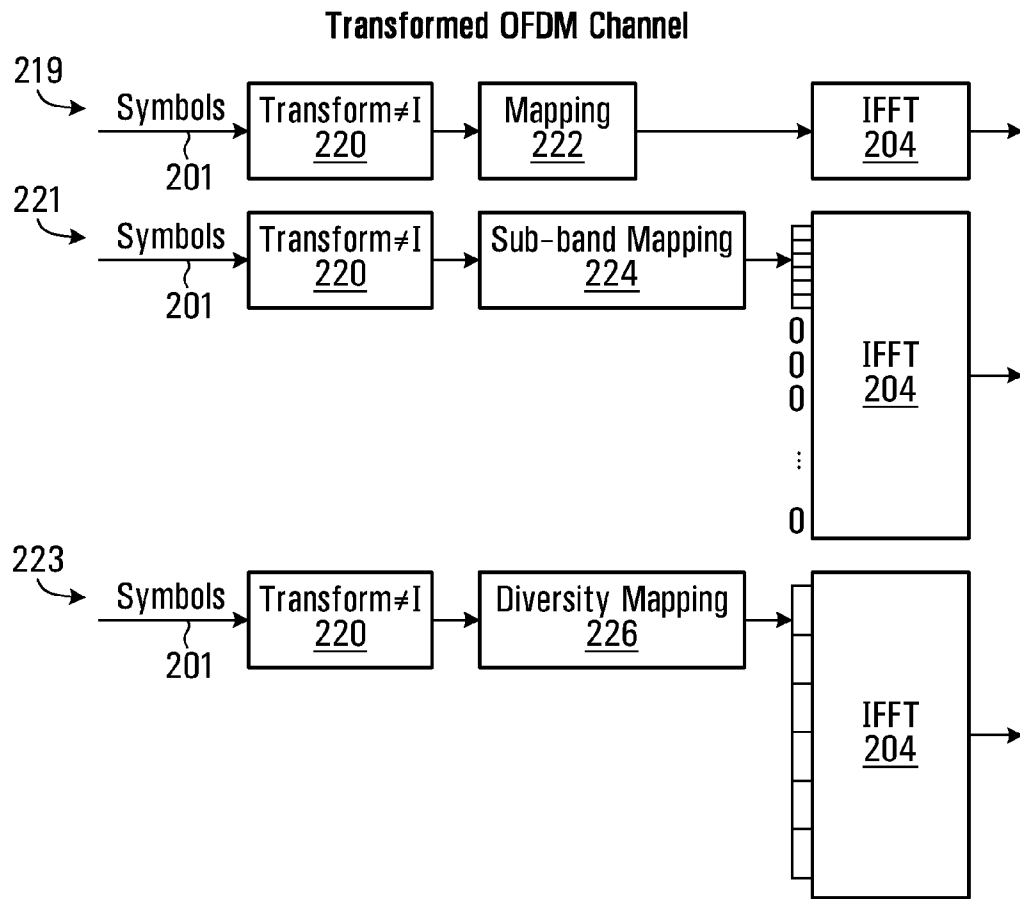 Transformed OFDM Channel
219
Symbols
201
Transform≠I
220
Mapping
222
IFFT
204
221
Symbols
201
Transform≠I
220
Sub-band Mapping
224
0
0
0
...
0
IFFT
204
223
Symbols
201
Transform≠I
220
Diversity Mapping
226
IFFT
204